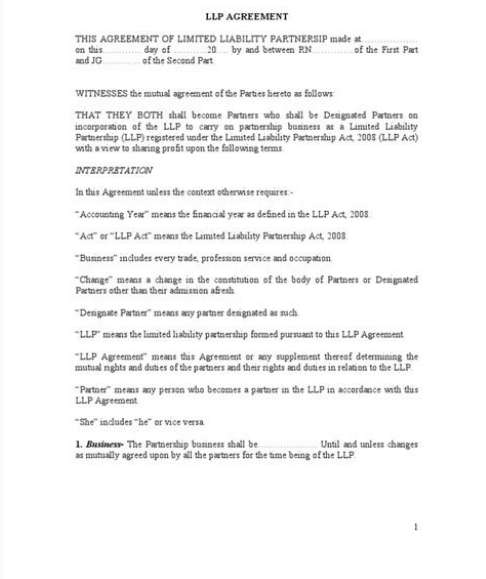 LLP AGREEMENT
THIS AGREEMENT OF LIMITED LIABILITY PARTNERSIP made at ..................
on this............ day of ...........20.... by and between RN.............of the First Part
and JG............ of the Second Part.
WITNESSES the mutual agreement of the Parties hereto as follows:
THAT THEY BOTH shall become Partners who shall be Designated Partners on
incorporation of the LLP to carry on partnership business as a Limited Liability
Partnership (LLP) registered under the Limited Liability Partnership Act, 2008 (LLP Act)
with a view to sharing profit upon the following terms.
INTERPRETATION
In this Agreement unless the context otherwise requires:-
"Accounting Year" means the financial year as defined in the LLP Act, 2008.
"Act" or "LLP Act" means the Limited Liability Partnership Act, 2008.
"Business" includes every trade, profession service and occupation.
"Change" means a change in the constitution of the body of Partners or Designated
Partners other than their admission afresh.
"Designate Partner" means any partner designated as such.
"LLP" means the limited liability partnership formed pursuant to this LLP Agreement.
"LLP Agreement" means this Agreement or any supplement thereof determining the
mutual rights and duties of the partners and their rights and duties in relation to the LLP.
"Partner" means any person who becomes a partner in the LLP in accordance with this
LLP Agreement.
"She" includes "he" or vice versa.
1. Business- The Partnership business shall be................... Until and unless changes
as mutually agreed upon by all the partners for the time being of the LLP.
1